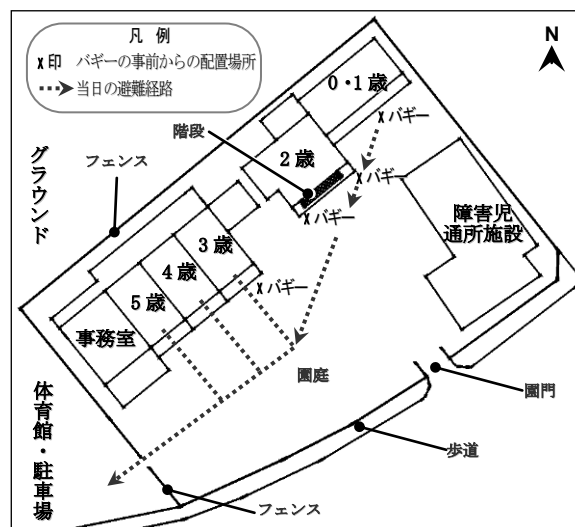 凡 例
x印 バギーの事前からの配置場所
当日の避難経路
N
0・1歳
xバギー
階段
2歳
xバギー
フェンス
グラウンド
xバギー
障害児
通所施設
3歳
4歳
xバギー
5歳
事務室
園庭
園門
体育館・駐車場
歩道
フェンス